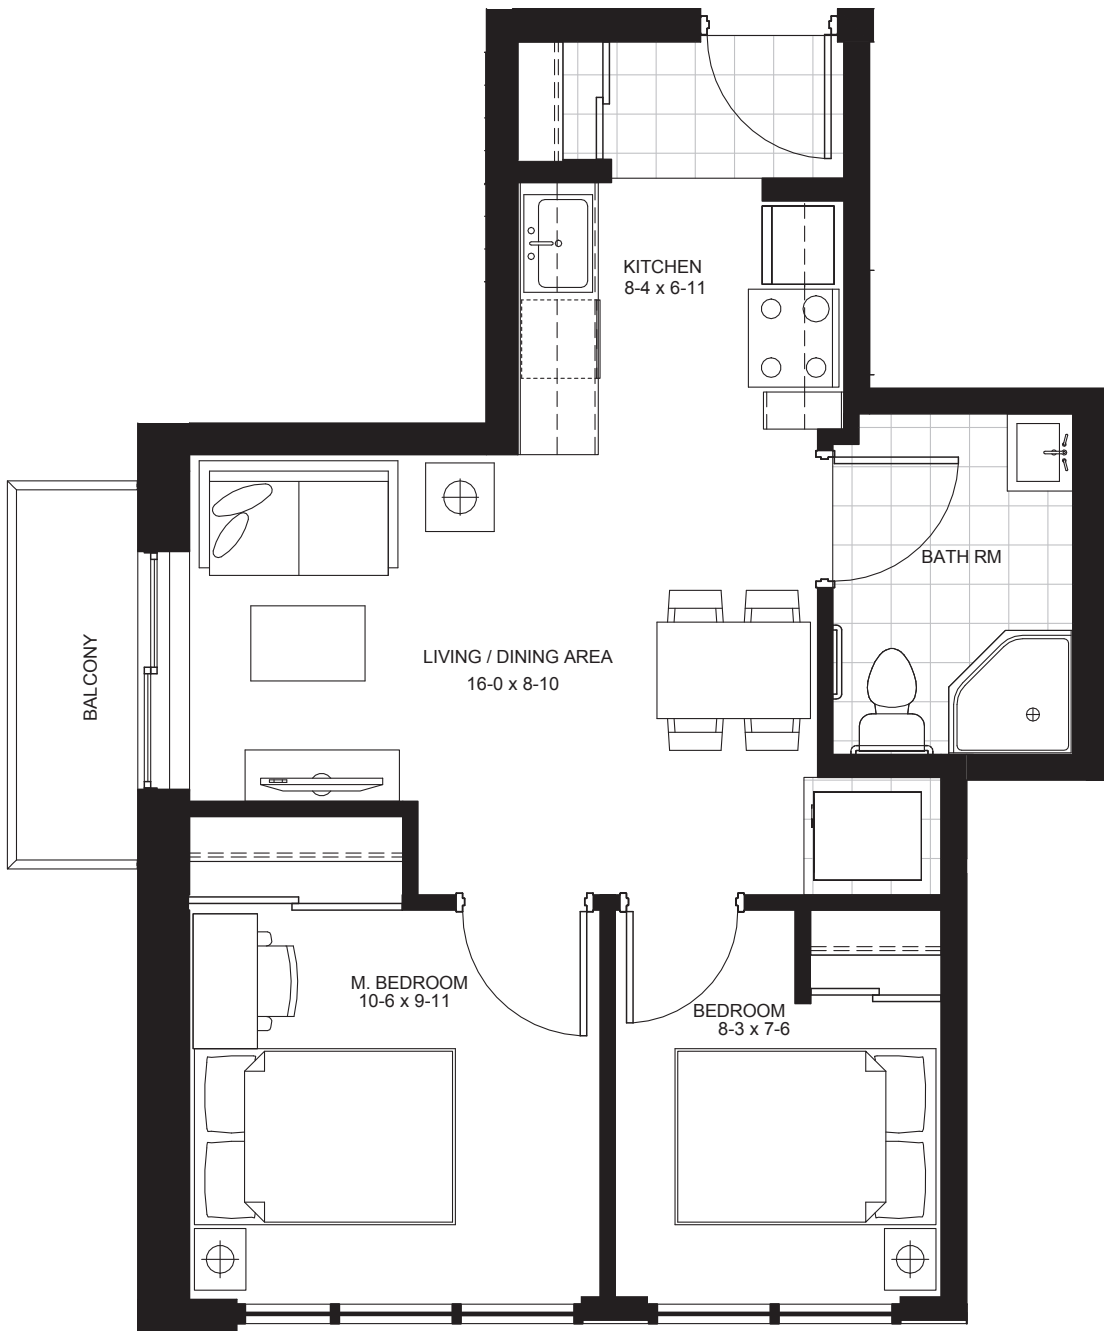 KITCHEN
8-4 x 6-11
BATH RM
LIVING / DINING AREA
16-0 x 8-10
BALCONY
M. BEDROOM
10-6 x 9-11
BEDROOM
8-3 x 7-6